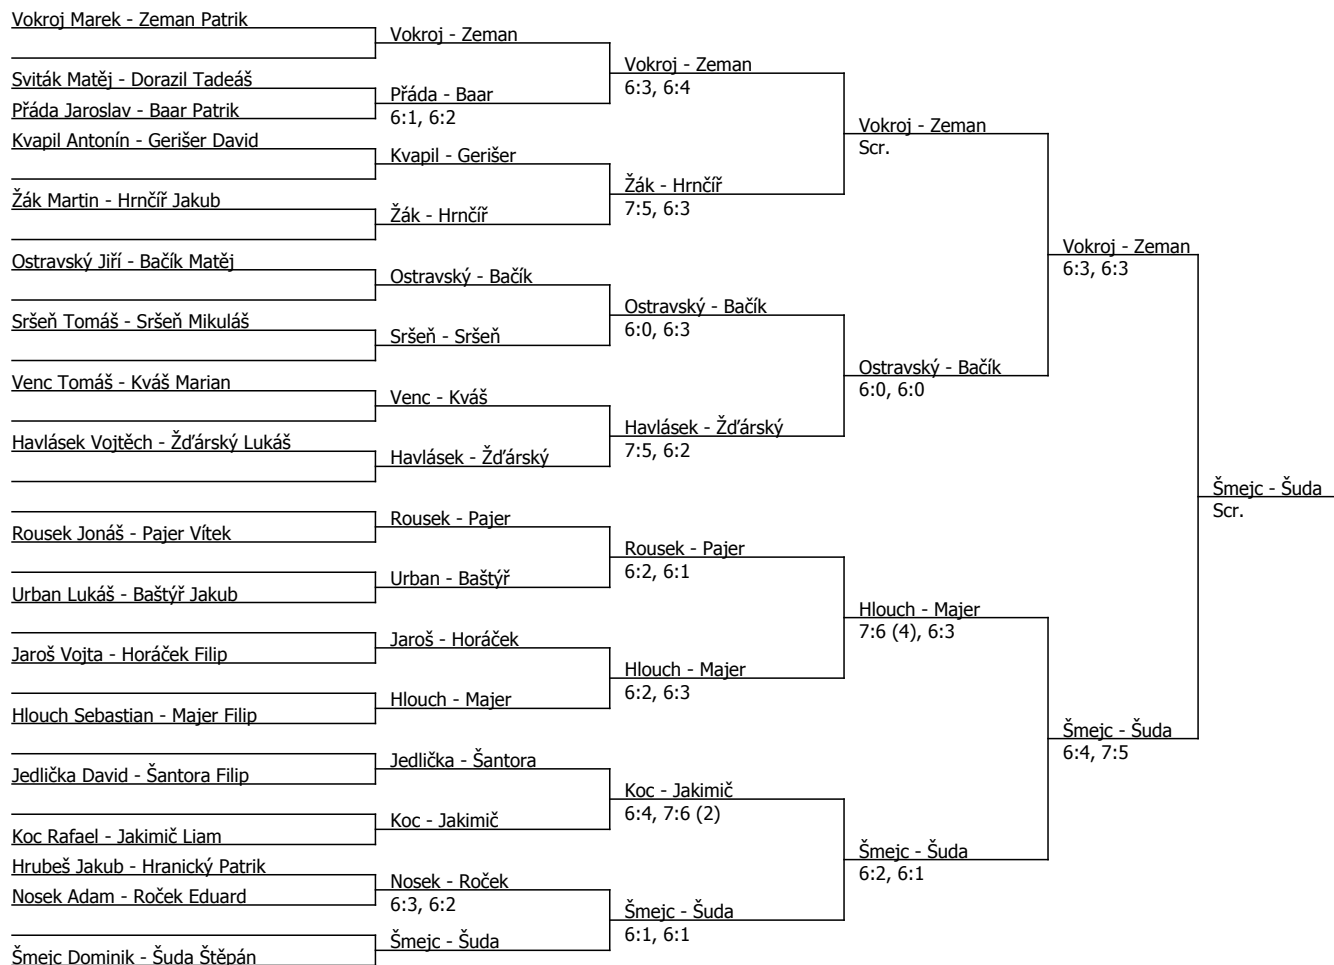 Vokroj Marek - Zeman Patrik
Sviták Matěj - Dorazil Tadeáš
Přáda Jaroslav - Baar Patrik
Kvapil Antonín - Gerišer David
Žák Martin - Hrnčíř Jakub
Ostravský Jiří - Bačík Matěj
Sršeň Tomáš - Sršeň Mikuláš
Venc Tomáš - Kváš Marian
Havlásek Vojtěch - Žďárský Lukáš
Rousek Jonáš - Pajer Vítek
Urban Lukáš - Baštýř Jakub
Jaroš Vojta - Horáček Filip
Hlouch Sebastian - Majer Filip
Jedlička David - Šantora Filip
Koc Rafael - Jakimič Liam
Hrubeš Jakub - Hranický Patrik
Nosek Adam - Roček Eduard
Šmejc Dominik - Šuda Štěpán
Vokroj - Zeman
Přáda - Baar
6:1, 6:2
Kvapil - Gerišer
Žák - Hrnčíř
Ostravský - Bačík
Sršeň - Sršeň
Venc - Kváš
Havlásek - Žďárský
Rousek - Pajer
Urban - Baštýř
Jaroš - Horáček
Hlouch - Majer
Jedlička - Šantora
Koc - Jakimič
Nosek - Roček
6:3, 6:2
Šmejc - Šuda
Vokroj - Zeman
6:3, 6:4
Žák - Hrnčíř
7:5, 6:3
Ostravský - Bačík
6:0, 6:3
Havlásek - Žďárský
7:5, 6:2
Rousek - Pajer
6:2, 6:1
Hlouch - Majer
6:2, 6:3
Koc - Jakimič
6:4, 7:6 (2)
Šmejc - Šuda
6:1, 6:1
Vokroj - Zeman
Scr.
Ostravský - Bačík
6:0, 6:0
Hlouch - Majer
7:6 (4), 6:3
Šmejc - Šuda
6:2, 6:1
Vokroj - Zeman
6:3, 6:3
Šmejc - Šuda
6:4, 7:5
Šmejc - Šuda
Scr.